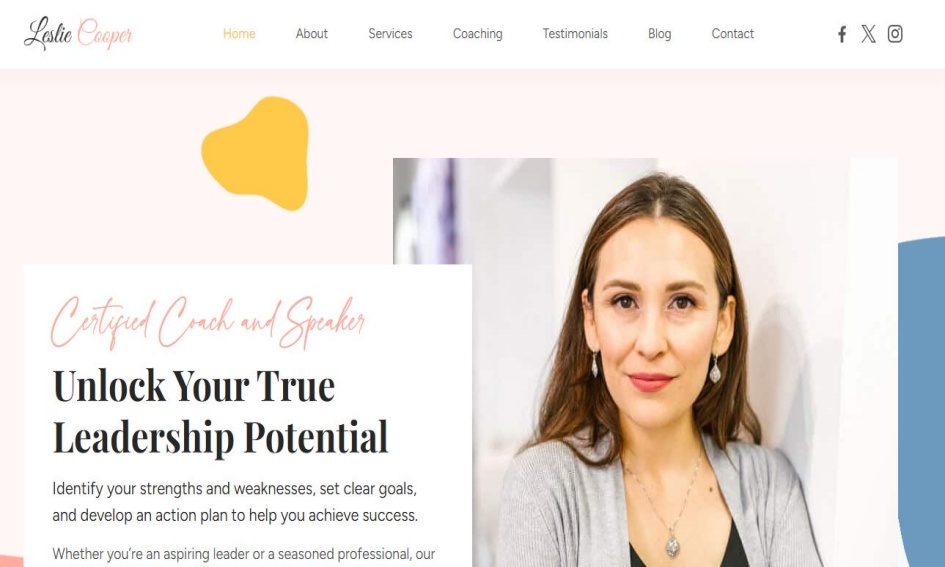 Leslie Cooper
Home About Services Coaching Testimonials Blog Contact
Certified Coach and Speaker
Unlock Your True
Leadership Potential
Identify your strengths and weaknesses, set clear goals,
and develop an action plan to help you achieve success.
Whether you’re an aspiring leader or a seasoned professional, our